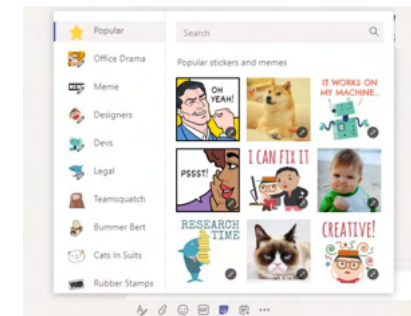 Popular
Office Drama
Meme
Designers
Devs
Legal
Teamsquatch
Bummer Bert
Cats In Suits
Rubber Stamps
Search
Popular stickers and memes
OH
YEAH!
IT WORKS ON
MY MACHINE...
PSSST!
I CAN FIX IT
RESEARCH
TIME
CREATIVE!
GIF